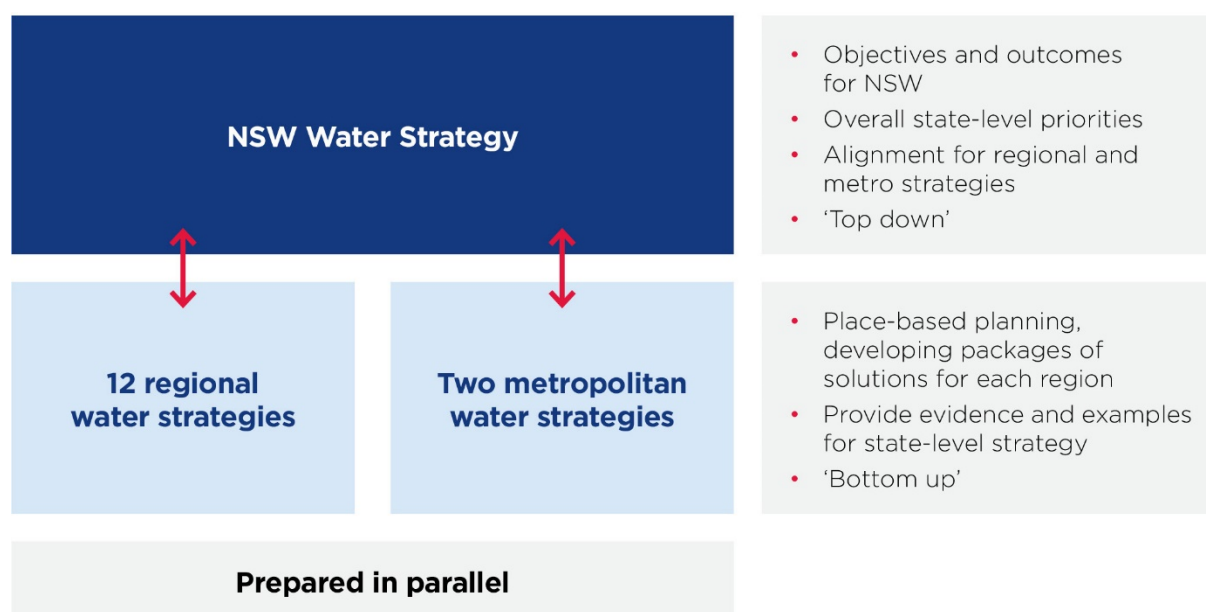 NSW Water Strategy
• Objectives and outcomes
for NSW
• Overall state-level priorities
• Alignment for regional and
metro strategies
• ‘Top down’
12 regional
water strategies
Two metropolitan
water strategies
• Place-based planning,
developing packages of
solutions for each region
• Provide evidence and examples
for state-level strategy
• ‘Bottom up’
Prepared in parallel